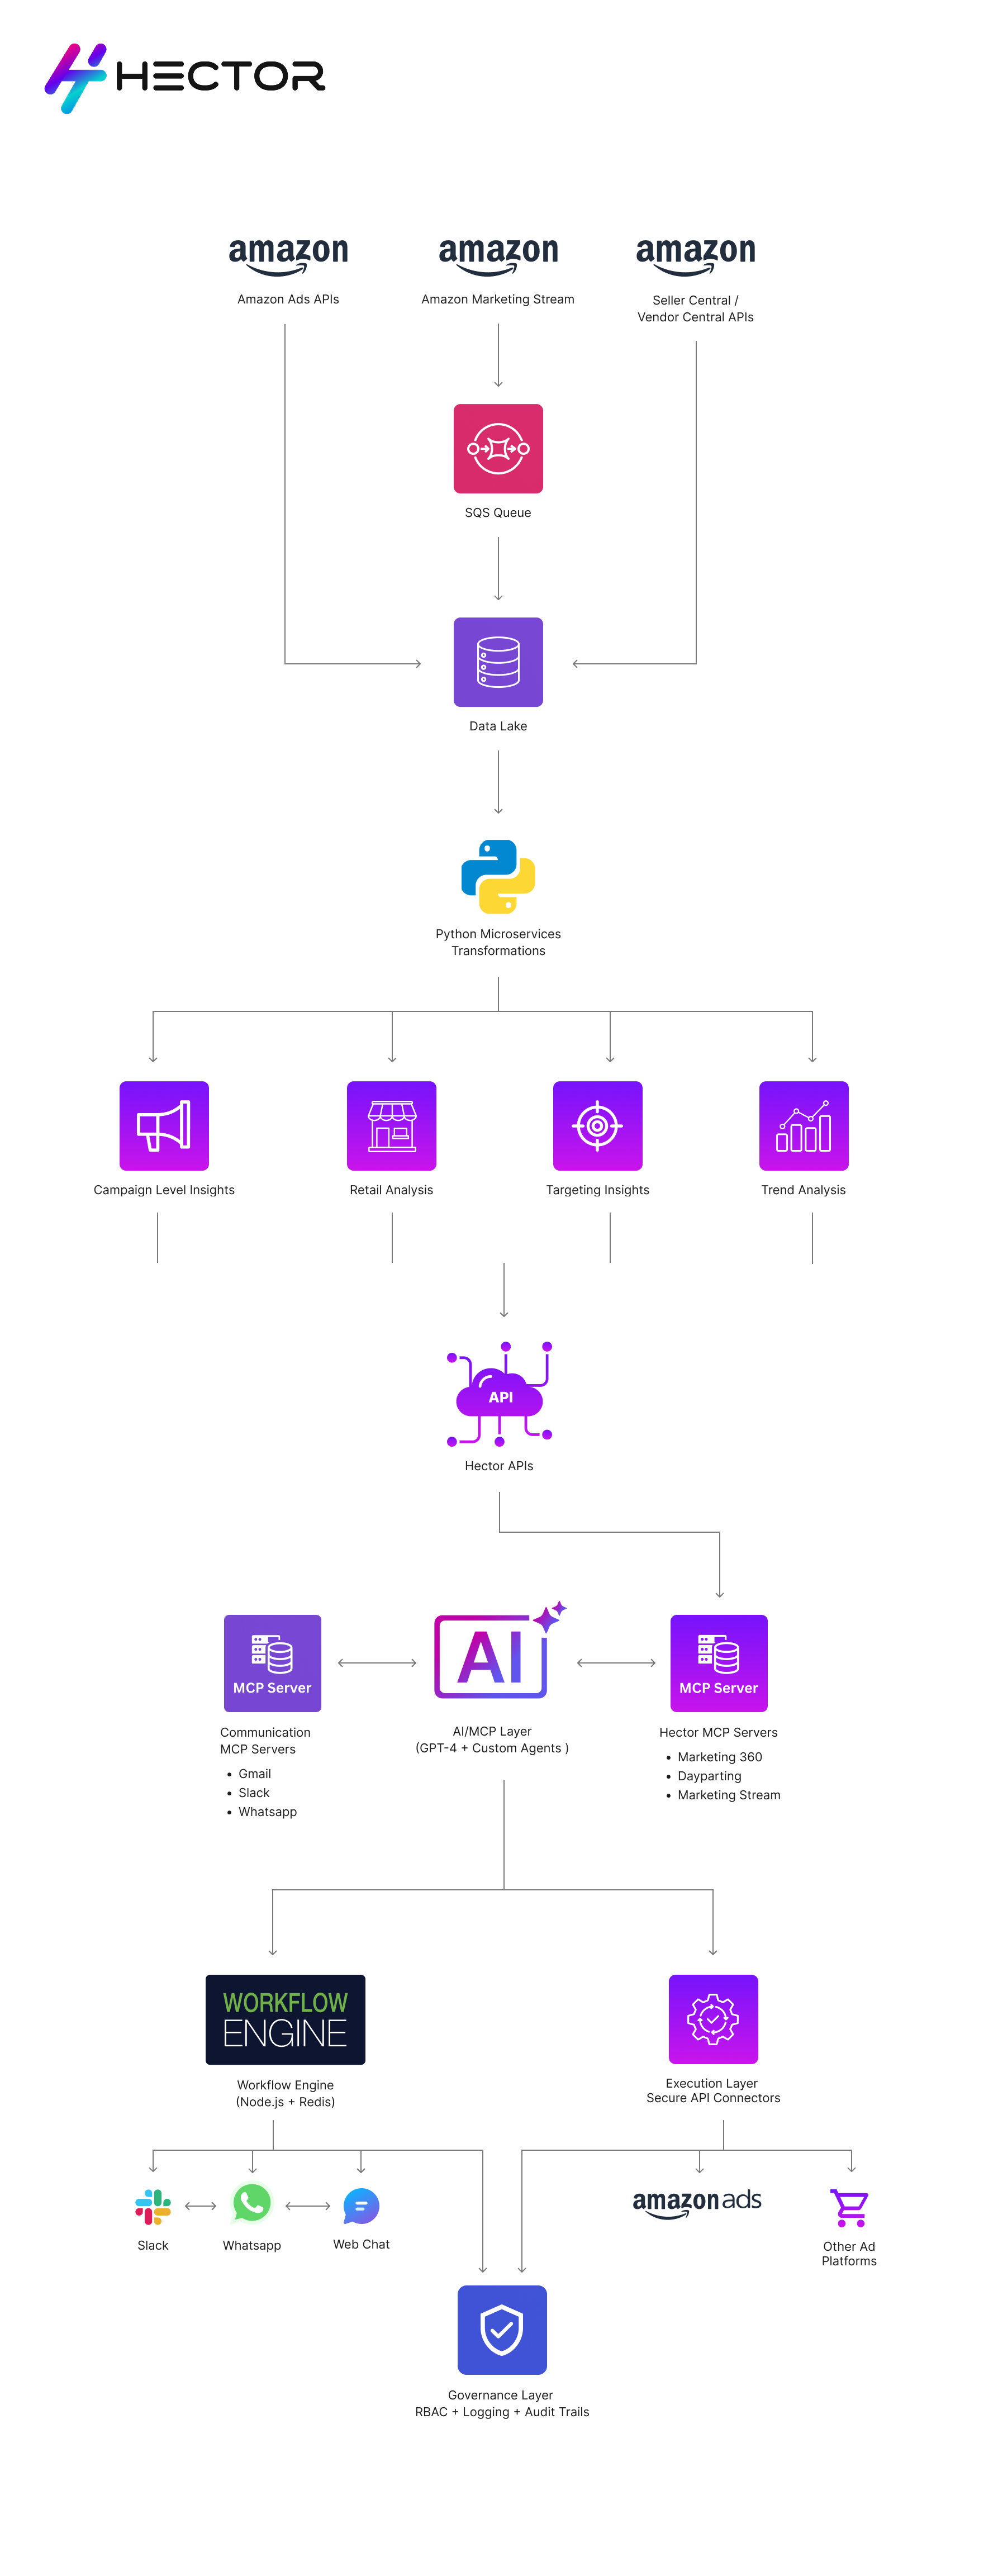 HECTOR
amazon
amazon
amazon
Amazon Ads APIs
Amazon Marketing Stream
Seller Central /
Vendor Central APIs
SQS Queue
Data Lake
Python Microservices
Transformations
Campaign Level Insights
Retail Analysis
Targeting Insights
Trend Analysis
API
Hector APIs
MCP Server
AI
MCP Server
Communication
MCP Servers
• Gmail
• Slack
• Whatsapp
AI/MCP Layer
(GPT-4 + Custom Agents )
Hector MCP Servers
• Marketing 360
• Dayparting
• Marketing Stream
WORKFLOW
ENGINE
Workflow Engine
(Node.js + Redis)
Execution Layer
Secure API Connectors
Slack
Whatsapp
Web Chat
amazon ads
Other Ad
Platforms
Governance Layer
RBAC + Logging + Audit Trails